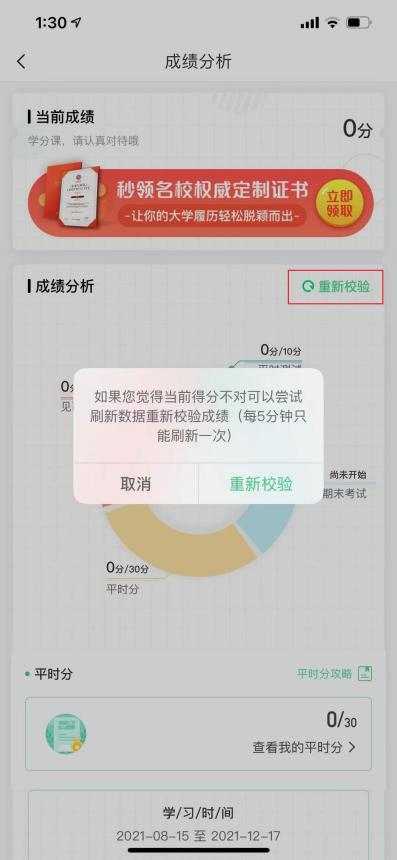 1:30
成绩分析
当前成绩
0分
学分课，请认真对待哦
秒领名校权威定制证书
-让你的大学履历轻松脱颖而出-
立即
领取
成绩分析
重新校验
0分/10分
平时测试
0分
见
如果您觉得当前得分不对可以尝试
刷新数据重新校验成绩（每5分钟只
能刷新一次）
取消
重新校验
尚未开始
期末考试
0分/30分
平时分
平时分
平时分攻略
0/30
查看我的平时分
学/习/时/间
2021-08-15 至 2021-12-17